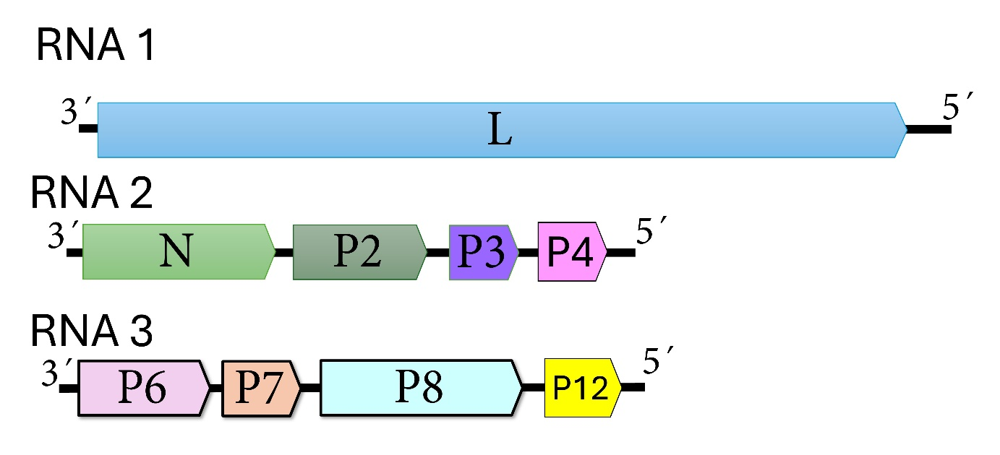 RNA 1
3´ L 5´
RNA 2
3´ N P2 P3 P4 5´
RNA 3
3´ P6 P7 P8 P12 5´